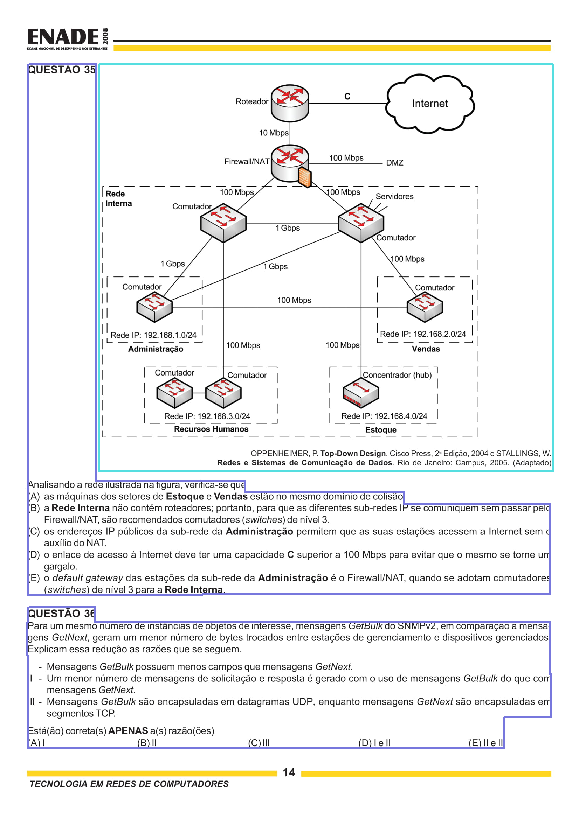 ENADE 2008
EXAME NACIONAL DE DESEMPENHO DOS ESTUDANTES
QUESTÃO 35
Roteador
C
Internet
10 Mbps
Firewall/NAT
100 Mbps
DMZ
Rede
Interna
100 Mbps
100 Mbps
Servidores
Comutador
Comutador
1 Gbps
1 Gbps
1 Gbps
100 Mbps
Comutador
Comutador
100 Mbps
Rede IP: 192.168.1.0/24
Rede IP: 192.168.2.0/24
Administração
Vendas
100 Mbps
100 Mbps
Comutador
Comutador
Concentrador (hub)
Rede IP: 192.168.3.0/24
Rede IP: 192.168.4.0/24
Recursos Humanos
Estoque
OPPENHEIMER, P. Top-Down Design, Cisco Press, 2ª Edição, 2004 e STALLINGS, W.
Redes e Sistemas de Comunicação de Dados. Rio de Janeiro: Campus, 2005. (Adaptado)
Analisando a rede ilustrada na figura, verifica-se que
(A) as máquinas dos setores de Estoque e Vendas estão no mesmo domínio de colisão.
(B) a Rede Interna não contém roteadores; portanto, para que as diferentes sub-redes IP se comuniquem sem passar pelo
Firewall/NAT, são recomendados comutadores (switches) de nível 3.
(C) os endereços IP públicos da sub-rede da Administração permitem que as suas estações acessem a Internet sem o
auxílio do NAT.
(D) o enlace de acesso à Internet deve ter uma capacidade C superior a 100 Mbps para evitar que o mesmo se torne um
gargalo.
(E) o default gateway das estações da sub-rede da Administração é o Firewall/NAT, quando se adotam comutadores
(switches) de nível 3 para a Rede Interna.
QUESTÃO 36
Para um mesmo número de instâncias de objetos de interesse, mensagens GetBulk do SNMPv2, em comparação a mensa-
gens GetNext, geram um menor número de bytes trocados entre estações de gerenciamento e dispositivos gerenciados.
Explicam essa redução as razões que se seguem.
I - Mensagens GetBulk possuem menos campos que mensagens GetNext.
II - Um menor número de mensagens de solicitação e resposta é gerado com o uso de mensagens GetBulk do que com
mensagens GetNext.
III - Mensagens GetBulk são encapsuladas em datagramas UDP, enquanto mensagens GetNext são encapsuladas em
segmentos TCP.
Está(ão) correta(s) APENAS a(s) razão(ões)
(A) I (B) II (C) III (D) I e II (E) II e III
14
TECNOLOGIA EM REDES DE COMPUTADORES